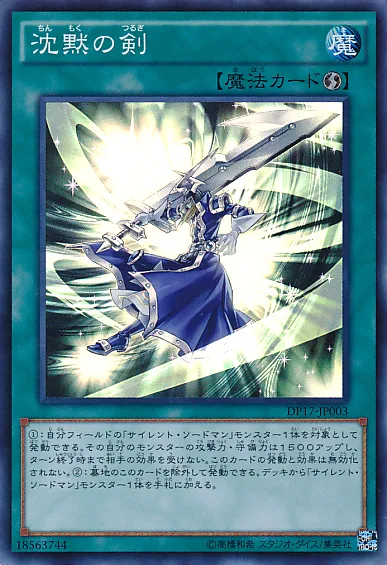 沈黙の剣
ちん もく つるぎ
魔
【魔法カード】
DP17-JP003
①:自分フィールドの「サイレント・ソードマン」モンスター1体を対象として
発動できる。その自分のモンスターの攻撃力・守備力は1500アップし、
ターン終了時まで相手の効果を受けない。このカードの発動と効果は無効化
されない。②:墓地のこのカードを除外して発動できる。デッキから「サイレント・
ソードマン」モンスター1体を手札に加える。
18563744
©高橋和希 スタジオ・ダイス/集英社